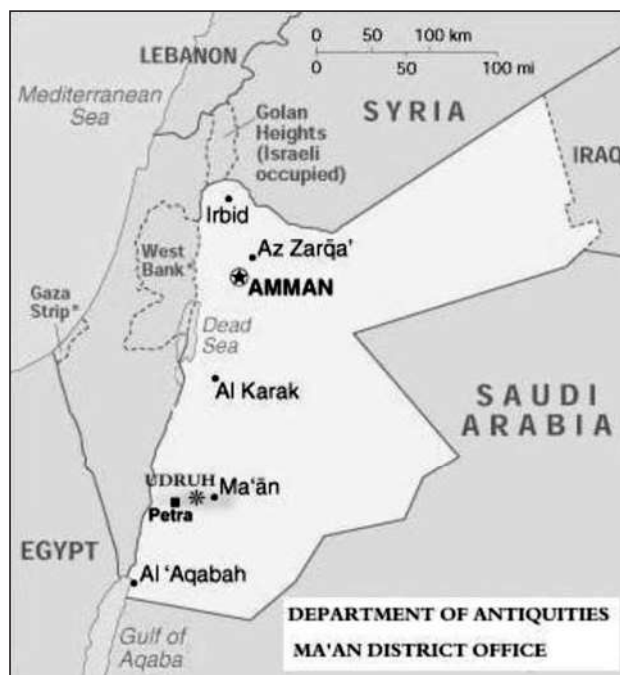 0 50 100 km
0 50 100 mi
LEBANON
Mediterranean
Sea
SYRIA
Golan
Heights
(Israeli
occupied)
IRAQ
Irbid
Az Zarqā'
West
Bank*
AMMAN
Gaza
Strip*
Dead
Sea
Al Karak
SAUDI
ARABIA
UDRUH
Ma'ān
Petra
EGYPT
Al 'Aqabah
Gulf of
Aqaba
DEPARTMENT OF ANTIQUITIES
MA'AN DISTRICT OFFICE